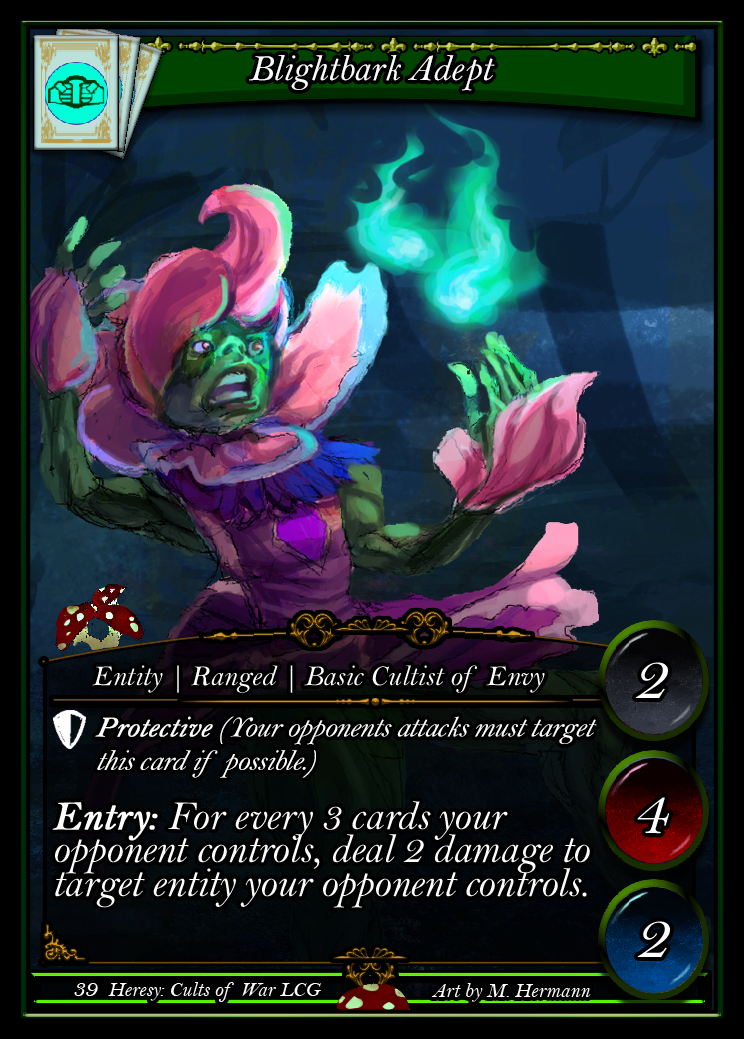 Blightbark Adept
Entity | Ranged | Basic Cultist of Envy
2
Protective (Your opponents attacks must target
this card if possible.)
4
Entry: For every 3 cards your
opponent controls, deal 2 damage to
target entity your opponent controls.
2
39 Heresy: Cults of War LCG
Art by M. Hermann